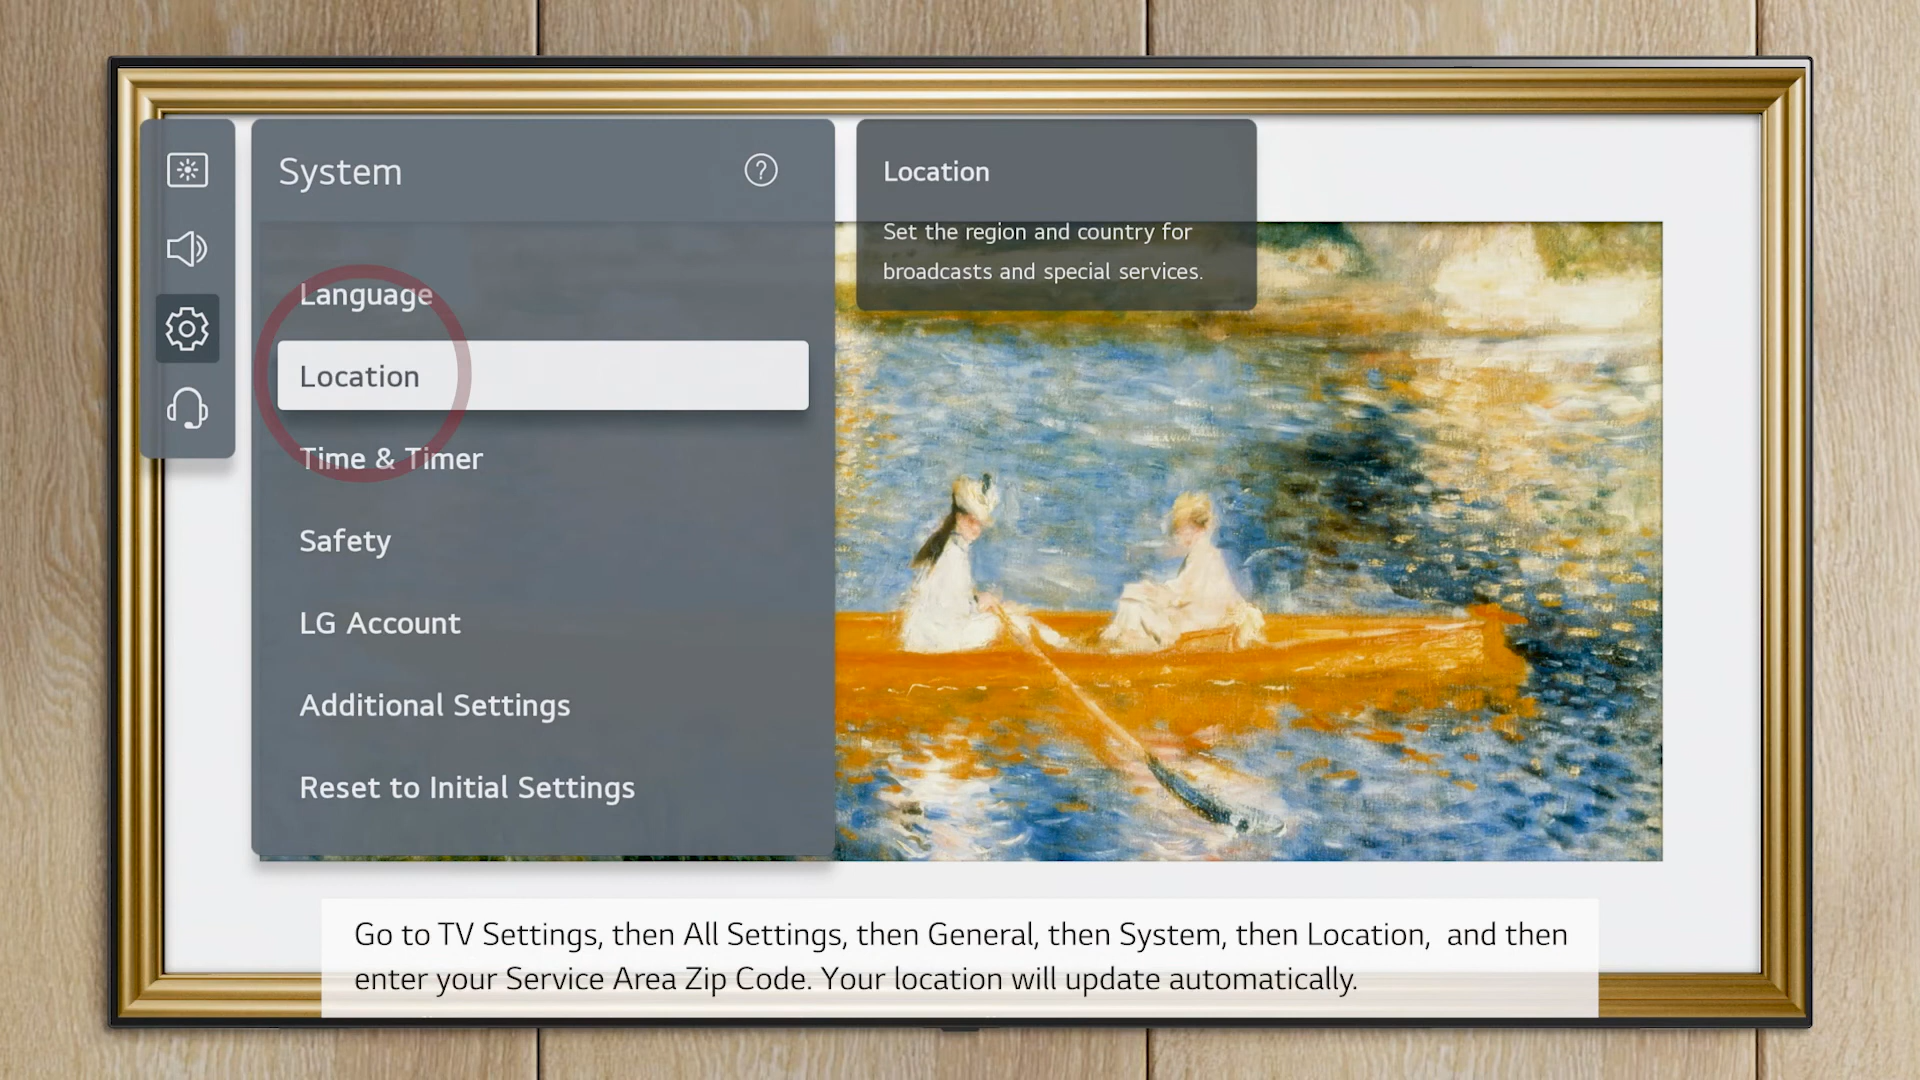 System
?
Language
Location
Time & Timer
Safety
LG Account
Additional Settings
Reset to Initial Settings
Location
Set the region and country for
broadcasts and special services.
Go to TV Settings, then All Settings, then General, then System, then Location, and then
enter your Service Area Zip Code. Your location will update automatically.